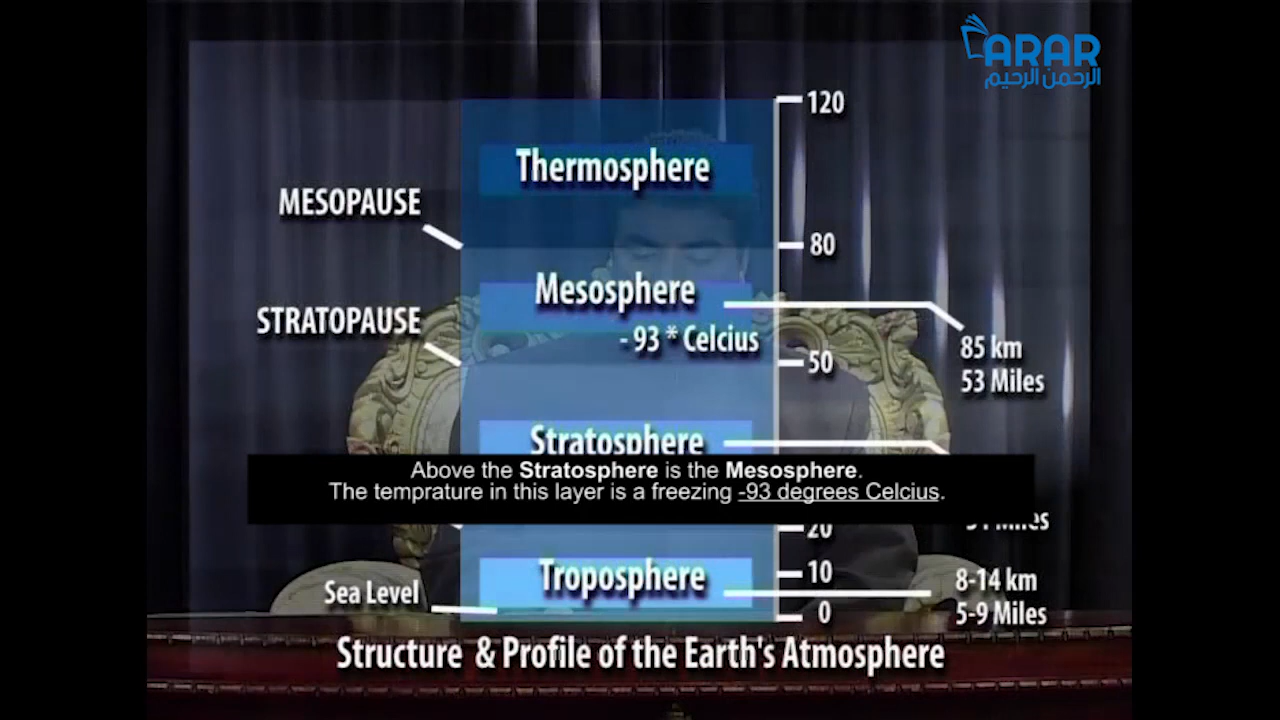 ARAR
الرحمن الرحيم
120
Thermosphere
MESOPAUSE
80
Mesosphere
- 93 * Celcius
STRATOPAUSE
50
85 km
53 Miles
Stratosphere
Above the Stratosphere is the Mesosphere.
The temprature in this layer is a freezing -93 degrees Celcius.
Miles
20
Troposphere
10
8-14 km
5-9 Miles
Sea Level
0
Structure & Profile of the Earth's Atmosphere